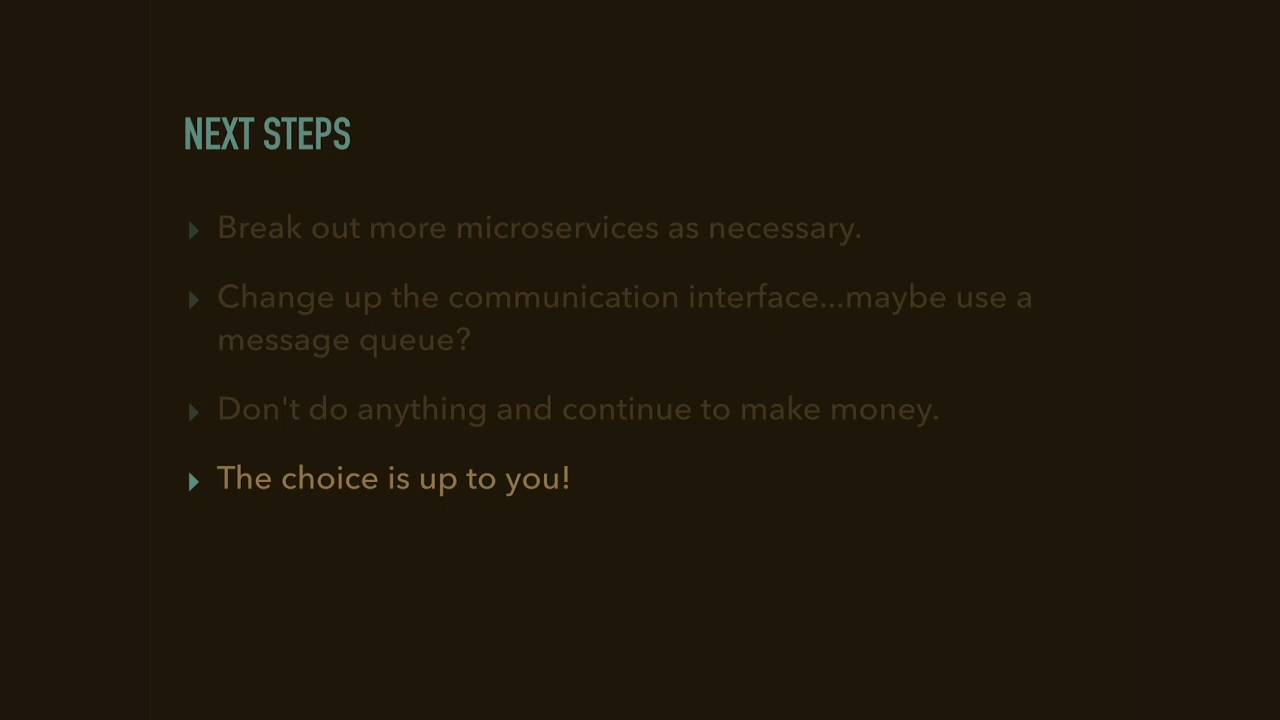 NEXT STEPS
Break out more microservices as necessary.
Change up the communication interface...maybe use a
message queue?
Don't do anything and continue to make money.
The choice is up to you!